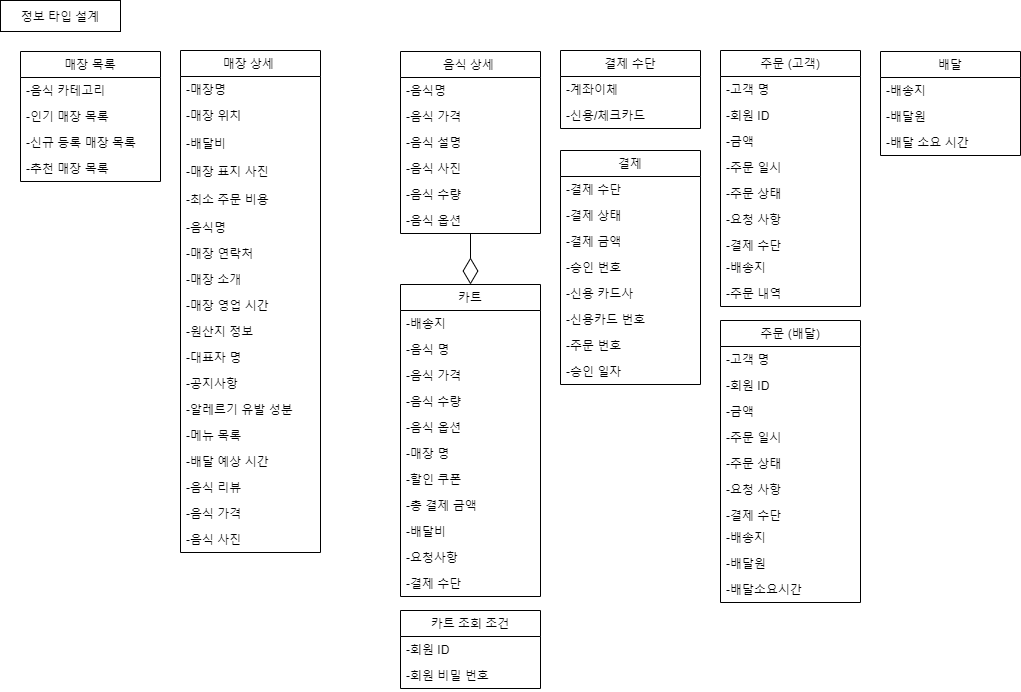 정보 타입 설계
매장 목록
-음식 카테고리
-인기 매장 목록
-신규 등록 매장 목록
-추천 매장 목록
매장 상세
-매장명
-매장 위치
-배달비
-매장 표지 사진
-최소 주문 비용
-음식명
-매장 연락처
-매장 소개
-매장 영업 시간
-원산지 정보
-대표자 명
-공지사항
-알레르기 유발 성분
-메뉴 목록
-배달 예상 시간
-음식 리뷰
-음식 가격
-음식 사진
음식 상세
-음식명
-음식 가격
-음식 설명
-음식 사진
-음식 수량
-음식 옵션
카트
-배송지
-음식 명
-음식 가격
-음식 수량
-음식 옵션
-매장 명
-할인 쿠폰
-총 결제 금액
-배달비
-요청사항
-결제 수단
카트 조회 조건
-회원 ID
-회원 비밀 번호
결제 수단
-계좌이체
-신용/체크카드
결제
-결제 수단
-결제 상태
-결제 금액
-승인 번호
-신용 카드사
-신용카드 번호
-주문 번호
-승인 일자
주문 (고객)
-고객 명
-회원 ID
-금액
-주문 일시
-주문 상태
-요청 사항
-결제 수단
-배송지
-주문 내역
주문 (배달)
-고객 명
-회원 ID
-금액
-주문 일시
-주문 상태
-요청 사항
-결제 수단
-배송지
-배달원
-배달소요시간
배달
-배송지
-배달원
-배달 소요 시간